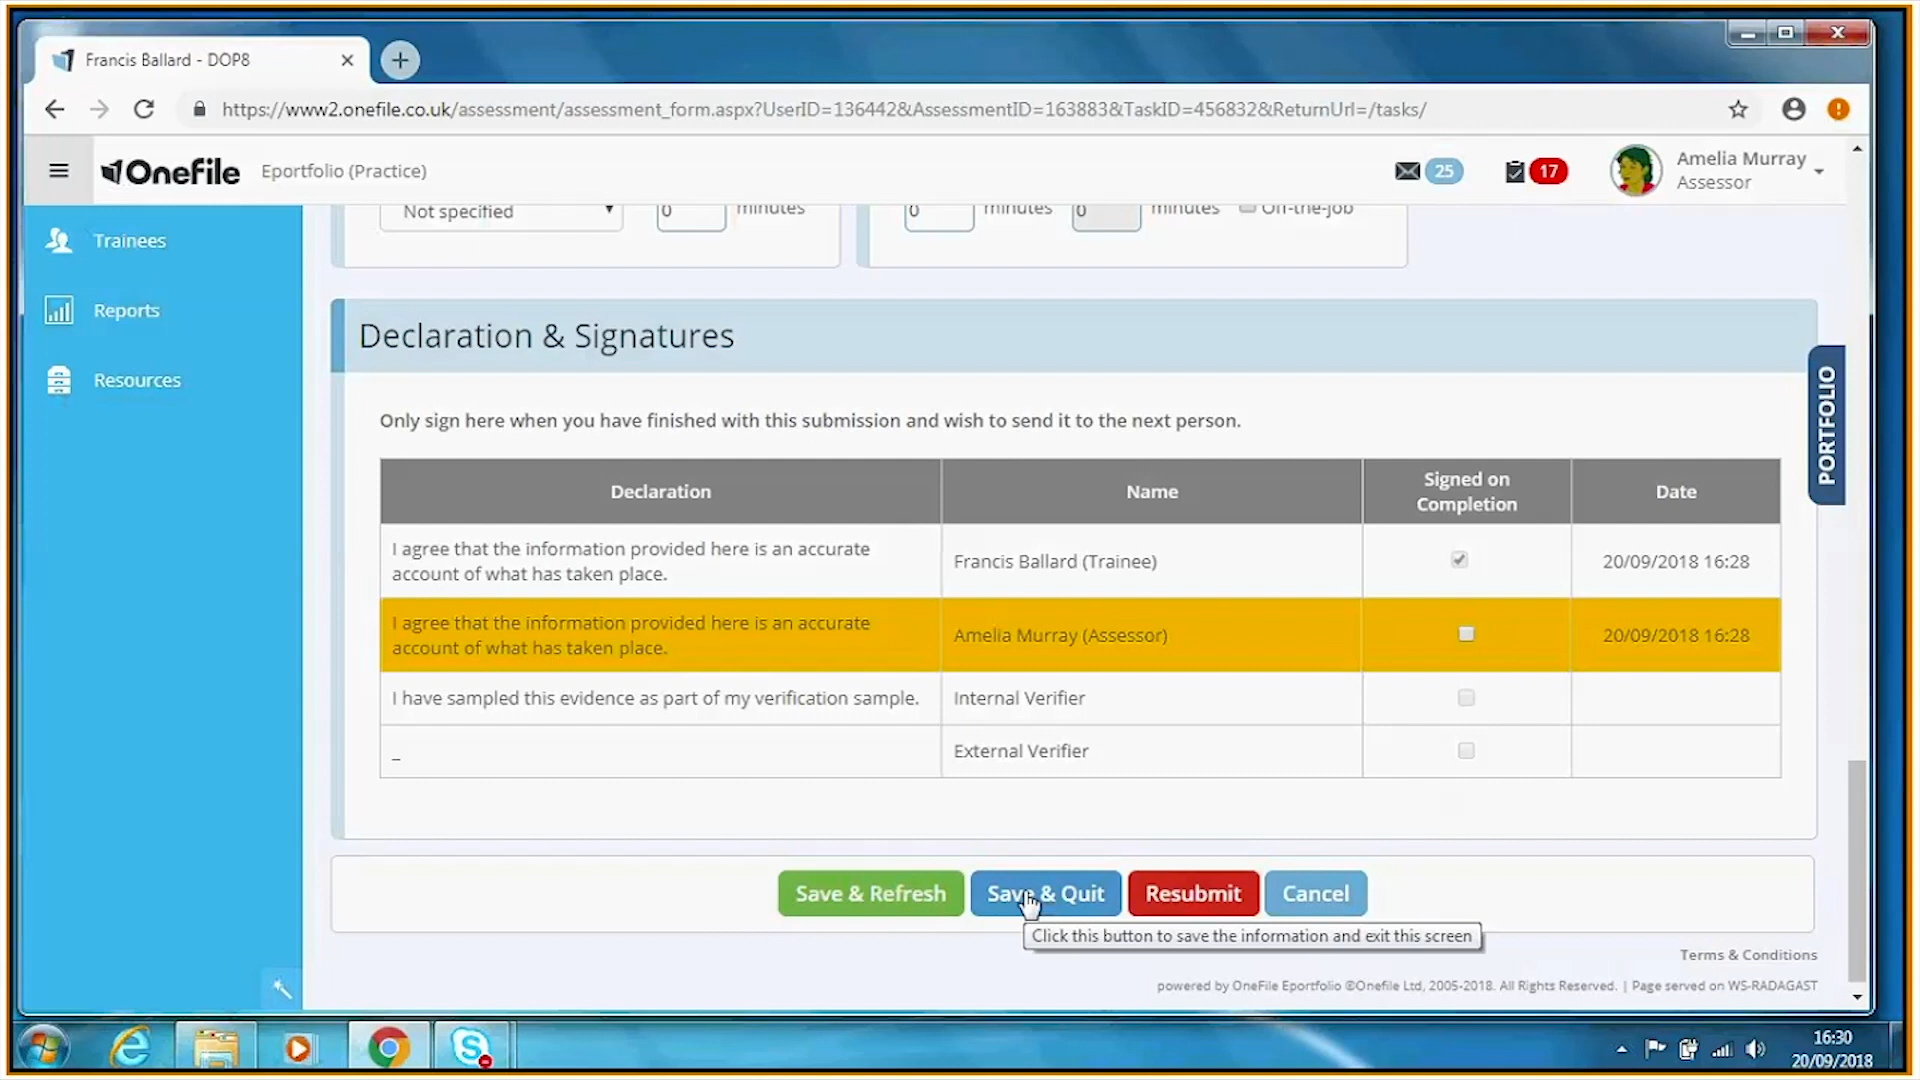 Francis Ballard - DOP8
https://www2.onefile.co.uk/assessment/assessment_form.aspx?UserID=136442&AssessmentID=163883&TaskID=456832&ReturnUrl=/tasks/
OneFile Eportfolio (Practice)
25
17
Amelia Murray
Assessor
Trainees
Reports
Resources
Not specified
0 minutes
0 minutes
0 minutes
Off-the-job
Declaration & Signatures
PORTFOLIO
Only sign here when you have finished with this submission and wish to send it to the next person.
Declaration
Name
Signed on
Completion
Date
I agree that the information provided here is an accurate
account of what has taken place.
Francis Ballard (Trainee)
20/09/2018 16:28
I agree that the information provided here is an accurate
account of what has taken place.
Amelia Murray (Assessor)
20/09/2018 16:28
I have sampled this evidence as part of my verification sample.
Internal Verifier
_
External Verifier
Save & Refresh
Save & Quit
Resubmit
Cancel
Click this button to save the information and exit this screen
Terms & Conditions
powered by OneFile Eportfolio ©Onefile Ltd, 2005-2018. All Rights Reserved. | Page served on WS-RADAGAST
16:30
20/09/2018